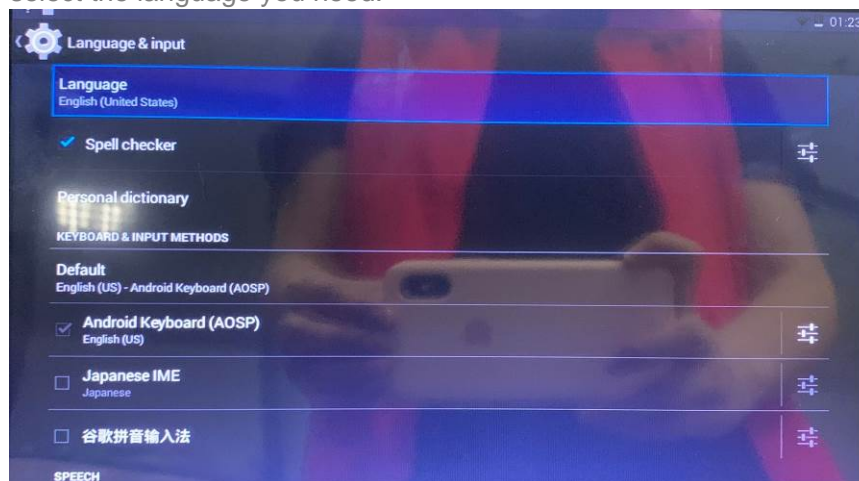 select the language you need.
01:23
Language & input
Language
English (United States)
Spell checker
Personal dictionary
KEYBOARD & INPUT METHODS
Default
English (US) - Android Keyboard (AOSP)
Android Keyboard (AOSP)
English (US)
Japanese IME
Japanese
谷歌拼音输入法
SPEECH